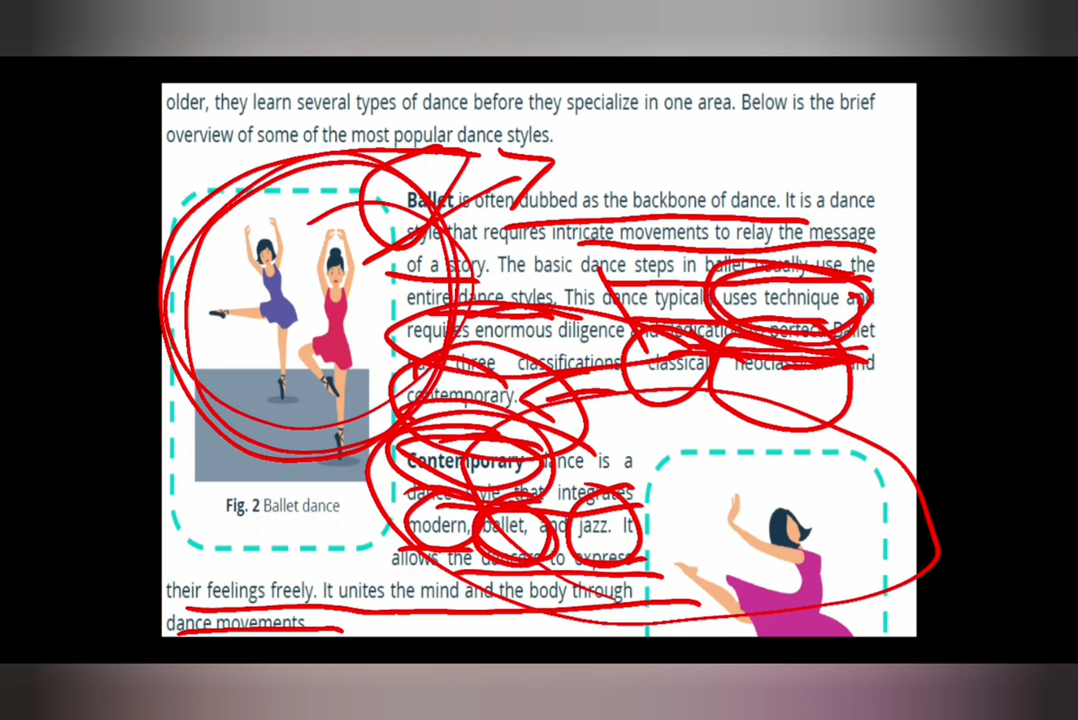 older, they learn several types of dance before they specialize in one area. Below is the brief
overview of some of the most popular dance styles.
Ballet is often dubbed as the backbone of dance. It is a dance
style that requires intricate movements to relay the message
of a story. The basic dance steps in ballet usually use the
entire dance styles. This dance typically uses technique and
requires enormous diligence and dedication to perfect. Ballet
three classifications classical neoclassical and
contemporary.
Fig. 2 Ballet dance
Contemporary dance is a
dance style that integrates
modern, ballet, and jazz. It
allows the dancers to express
their feelings freely. It unites the mind and the body through
dance movements.